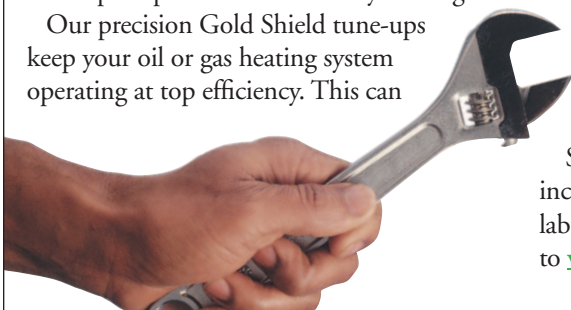 Our precision Gold Shield tune-ups
keep your oil or gas heating system
operating at top efficiency. This can
to